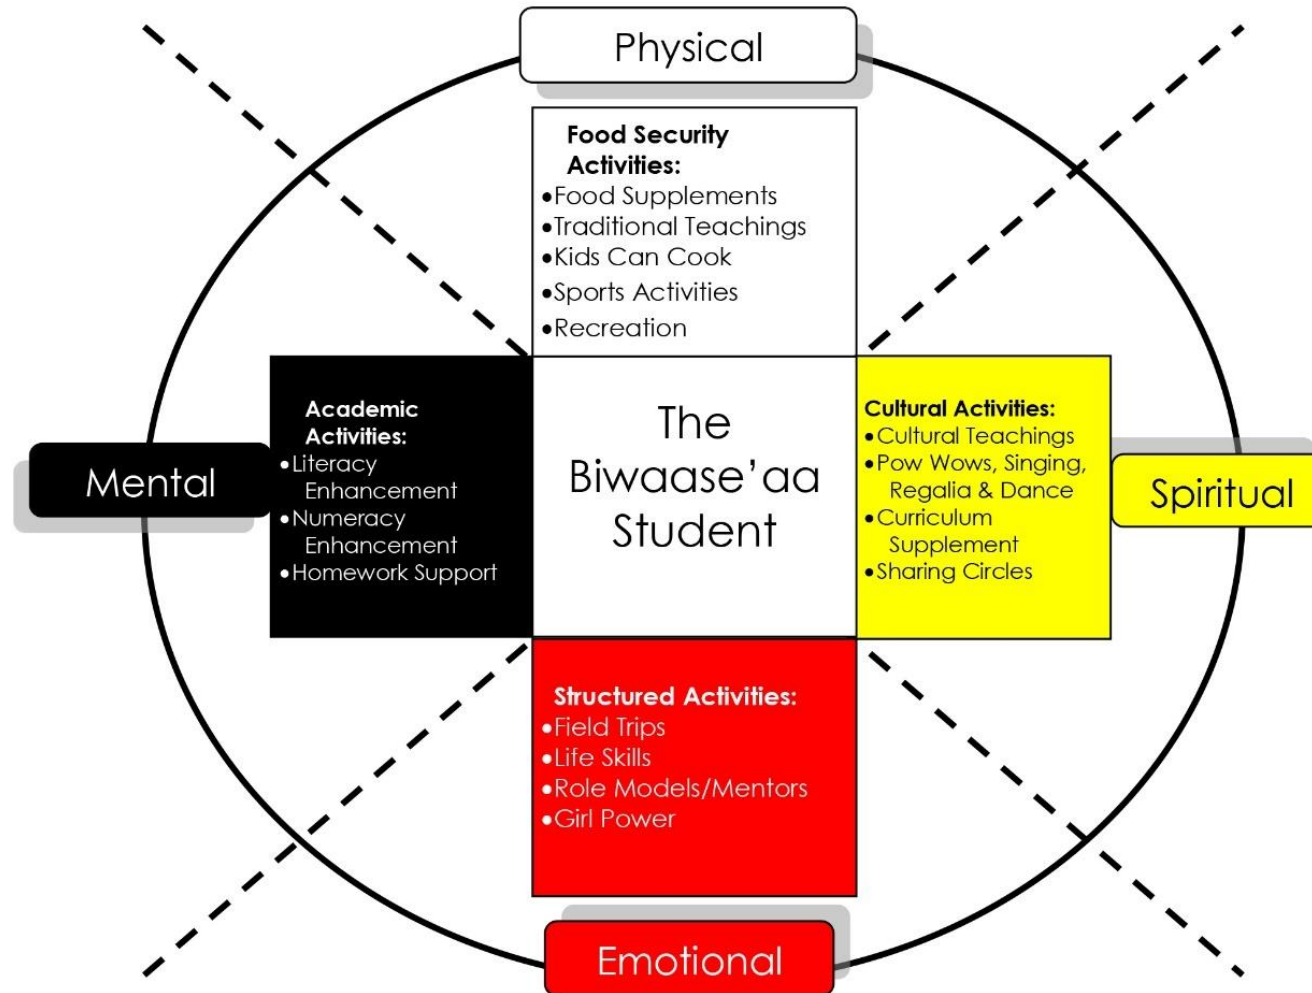 Physical
Food Security
Activities:
•Food Supplements
•Traditional Teachings
•Kids Can Cook
•Sports Activities
•Recreation
Mental
Academic
Activities:
•Literacy
Enhancement
•Numeracy
Enhancement
•Homework Support
The
Biwaase’aa
Student
Cultural Activities:
•Cultural Teachings
•Pow Wows, Singing,
Regalia & Dance
•Curriculum
Supplement
•Sharing Circles
Spiritual
Structured Activities:
•Field Trips
•Life Skills
•Role Models/Mentors
•Girl Power
Emotional